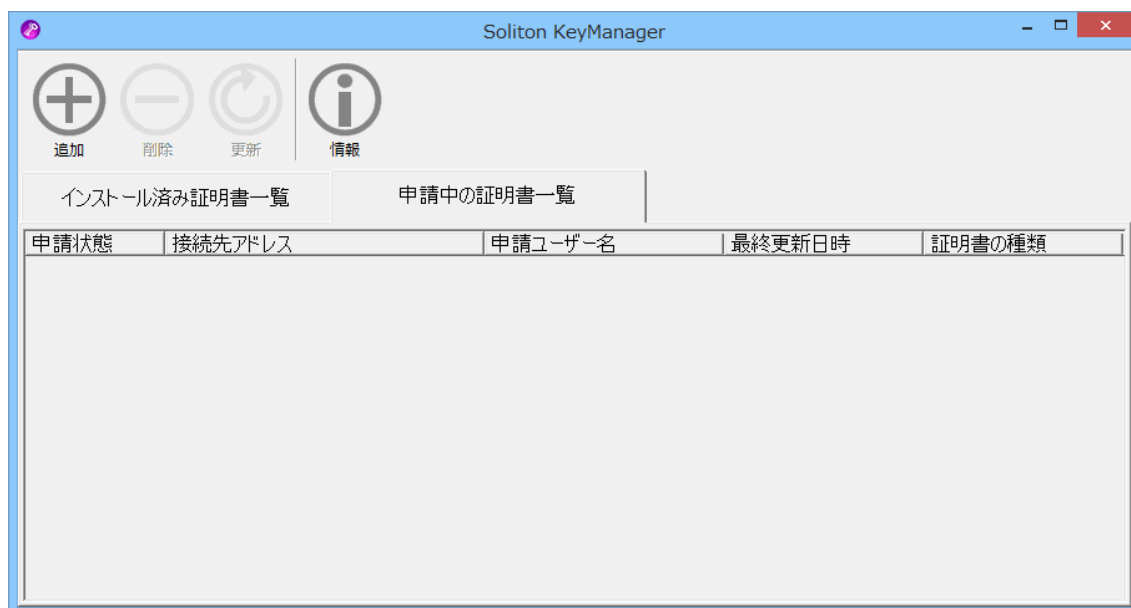 Soliton KeyManager
追加 削除 更新 情報
インストール済み証明書一覧 申請中の証明書一覧
申請状態 接続先アドレス 申請ユーザー名 最終更新日時 証明書の種類